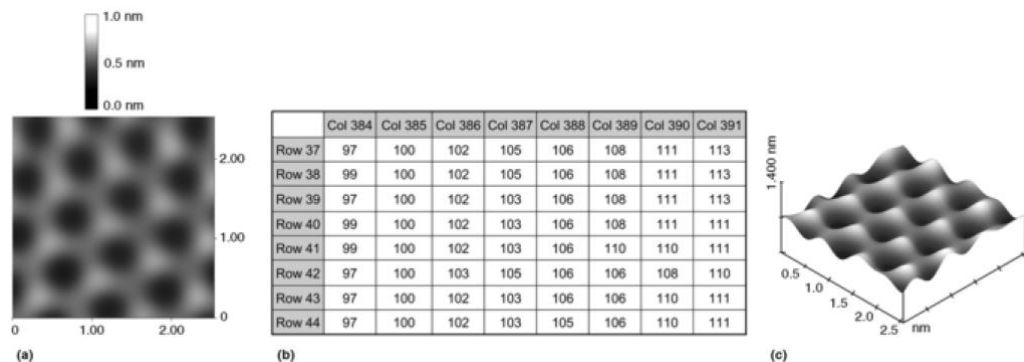 1.0 nm
0.5 nm
0.0 nm
2.00
1.00
0
0 1.00 2.00
(a)
Col 384 Col 385 Col 386 Col 387 Col 388 Col 389 Col 390 Col 391
Row 37 97 100 102 105 106 108 111 113
Row 38 99 100 102 105 106 108 111 113
Row 39 97 100 102 103 106 108 111 113
Row 40 99 100 102 103 106 108 111 111
Row 41 99 100 102 103 106 110 110 111
Row 42 97 100 103 105 106 106 108 110
Row 43 97 100 102 103 106 106 110 111
Row 44 97 100 102 103 105 106 110 111
(b)
1.400 nm
0.5
1.0
1.5
2.0
2.5 nm
(c)